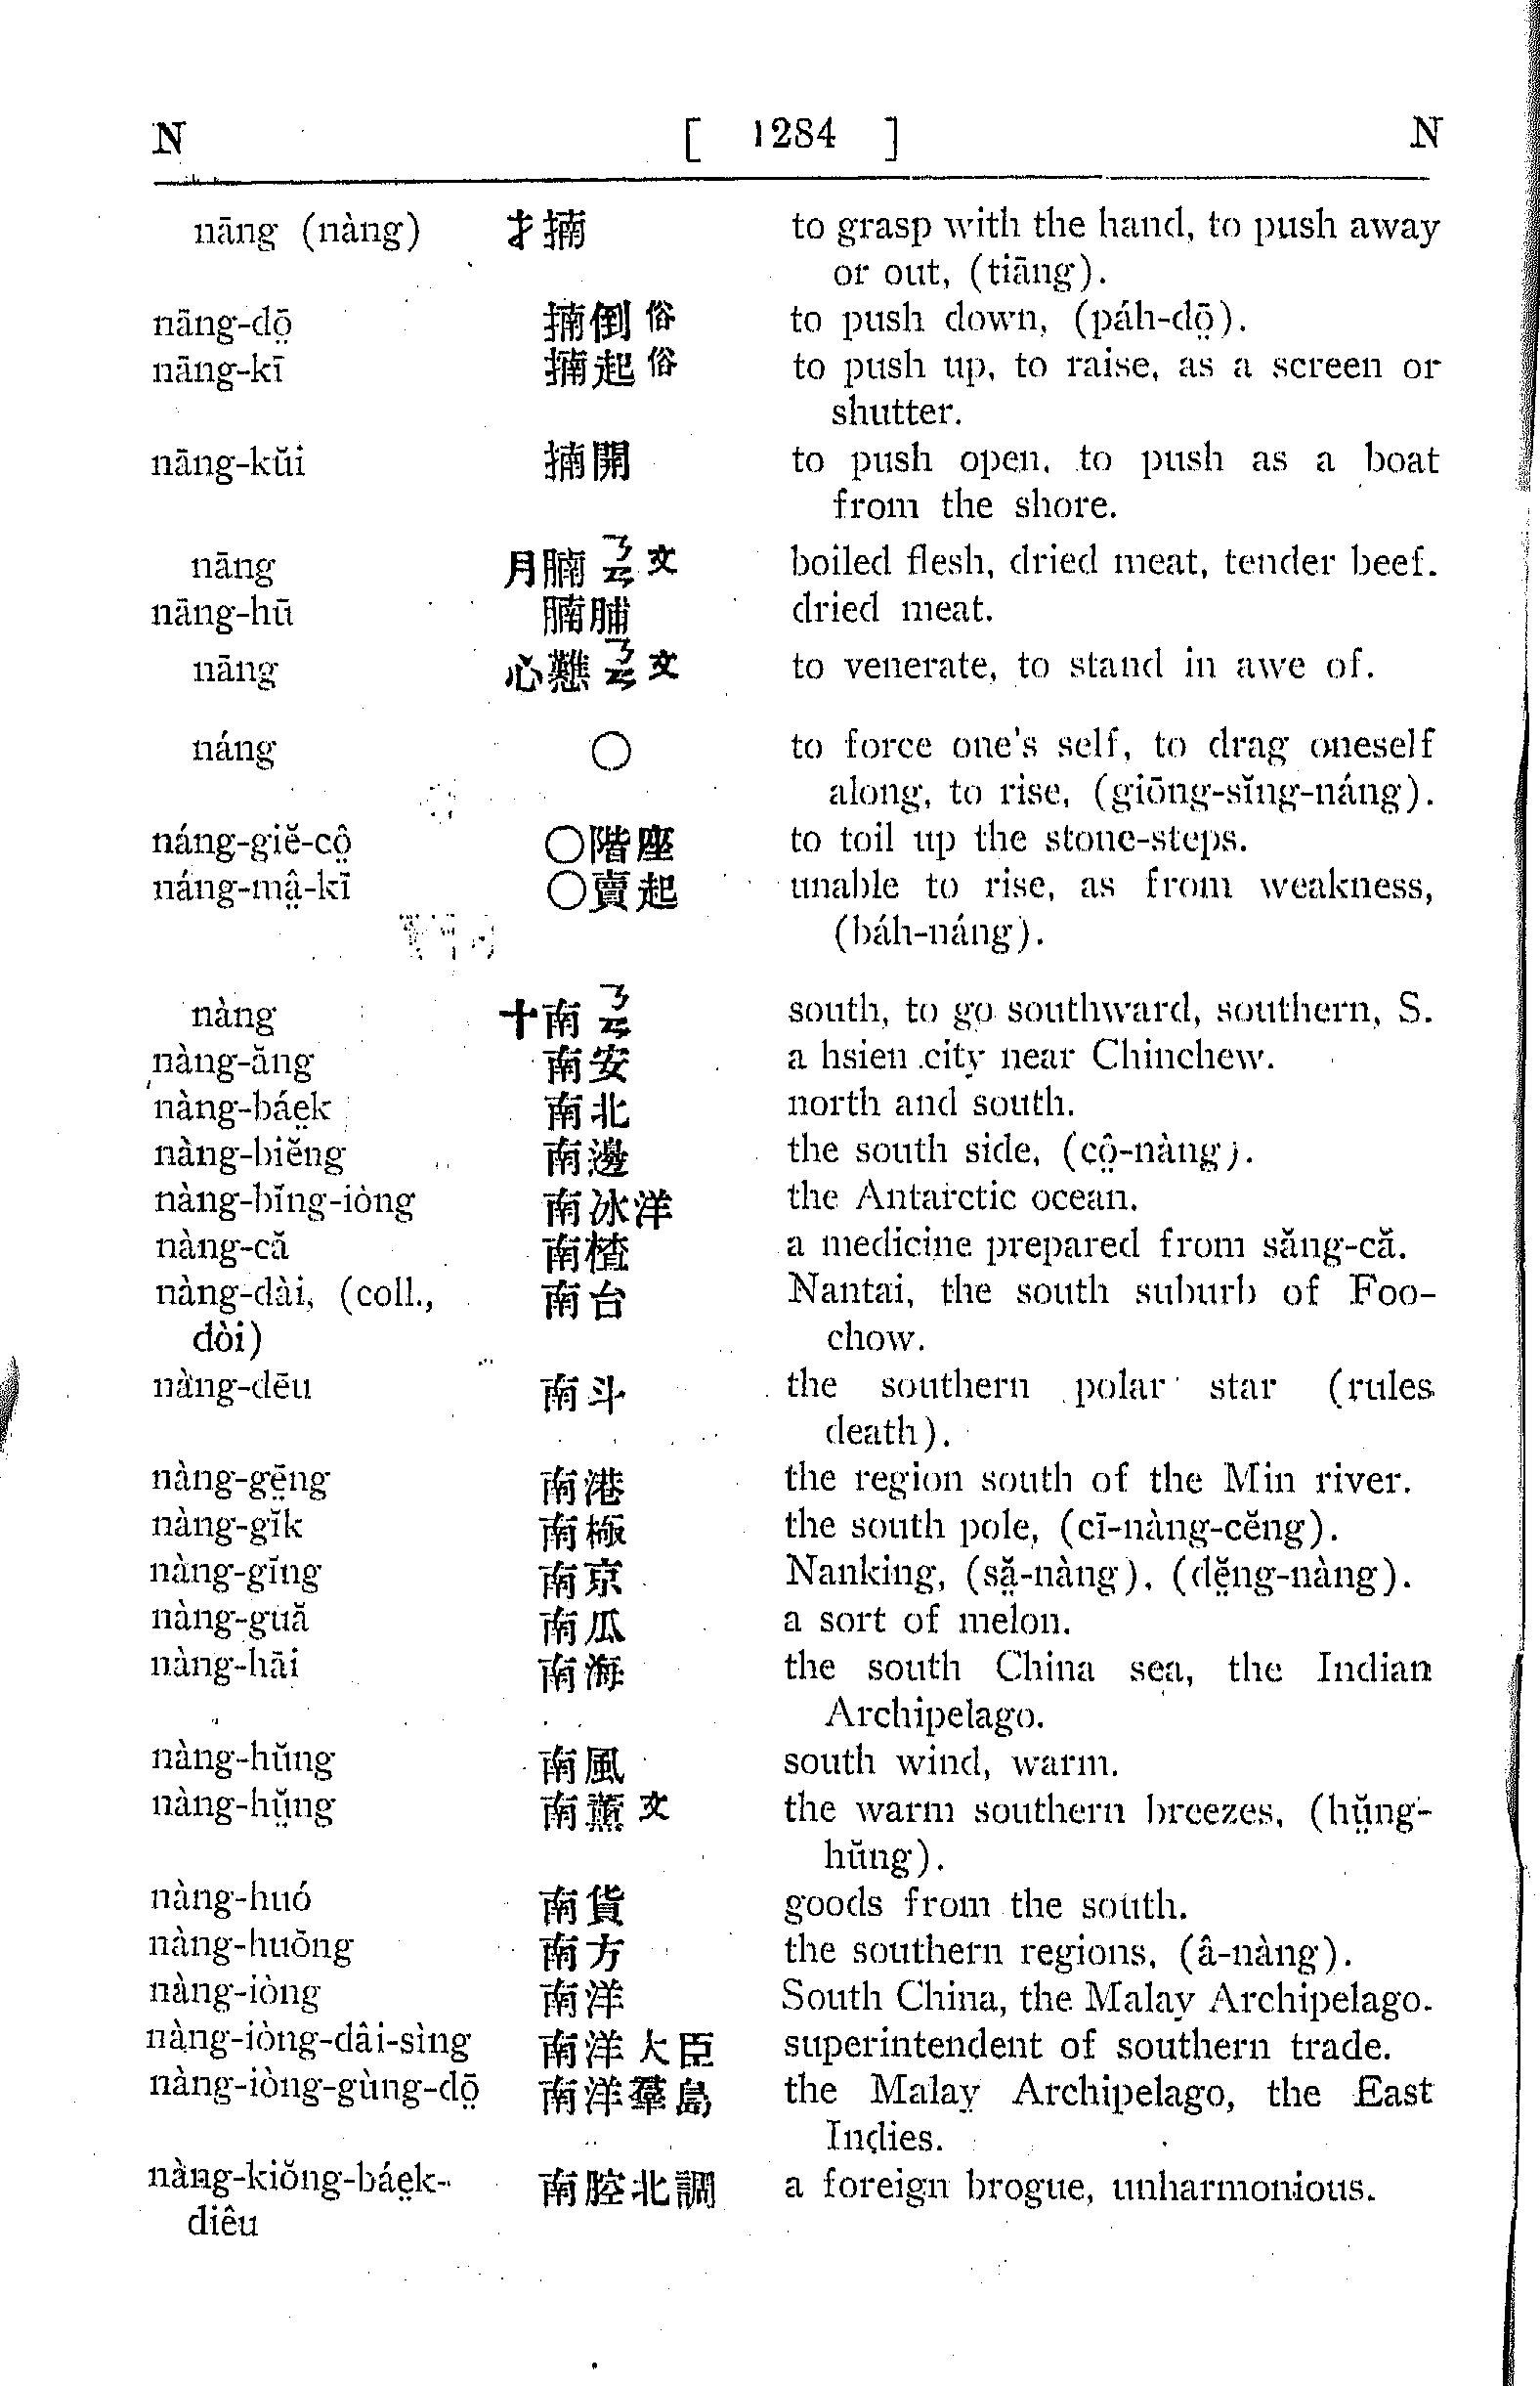 N [ 1284 ] N
nāng (nàng) 扌揇 to grasp with the hand, to push away
or out, (tiāng).
nāng-dō̤ 揇倒俗 to push down, (páh-dō̤).
nāng-kī 揇起俗 to push up, to raise, as a screen or
shutter.
nāng-kŭi 揇開 to push open, to push as a boat
from the shore.
nāng 月腩ㄋㄢ文 boiled flesh, dried meat, tender beef.
nāng-hū 腩脯 dried meat.
nāng 心戁ㄋㄢ文 to venerate, to stand in awe of.
náng ○ to force one's self, to drag oneself
along, to rise, (giōng-sĭng-náng).
náng-giĕ-cô̤ ○階座 to toil up the stone-steps.
náng-mâ̤-kī ○賣起 unable to rise, as from weakness,
(báh-náng).
nàng 十南ㄋㄢ south, to go southward, southern, S.
nàng-ăng 南安 a hsien city near Chinchew.
nàng-báe̤k 南北 north and south.
nàng-biĕng 南邊 the south side, (cô̤-nàng).
nàng-bĭng-iòng 南冰洋 the Antarctic ocean.
nàng-că 南楂 a medicine prepared from săng-că.
nàng-dài, (coll., 南台 Nantai, the south suburb of Foo-
dòi) chow.
nàng-dēu 南斗 the southern polar star (rules
death).
nàng-gē̤ng 南港 the region south of the Min river.
nàng-gĭk 南極 the south pole, (cī-nàng-cĕng).
nàng-gĭng 南京 Nanking, (să̤-nàng), (dĕ̤ng-nàng).
nàng-guă 南瓜 a sort of melon.
nàng-hāi 南海 the south China sea, the Indian
Archipelago.
nàng-hŭng 南風 south wind, warm.
nàng-hṳ̆ng 南薰文 the warm southern breezes, (hṳ̆ng-
hŭng).
nàng-huó 南貨 goods from the south.
nàng-huŏng 南方 the southern regions, (â-nàng).
nàng-iòng 南洋 South China, the Malay Archipelago.
nàng-iòng-dâi-sìng 南洋大臣 superintendent of southern trade.
nàng-iòng-gùng-dō̤ 南洋羣島 the Malay Archipelago, the East
Indies.
nàng-kiŏng-báe̤k- 南腔北調 a foreign brogue, unharmonious.
diêu